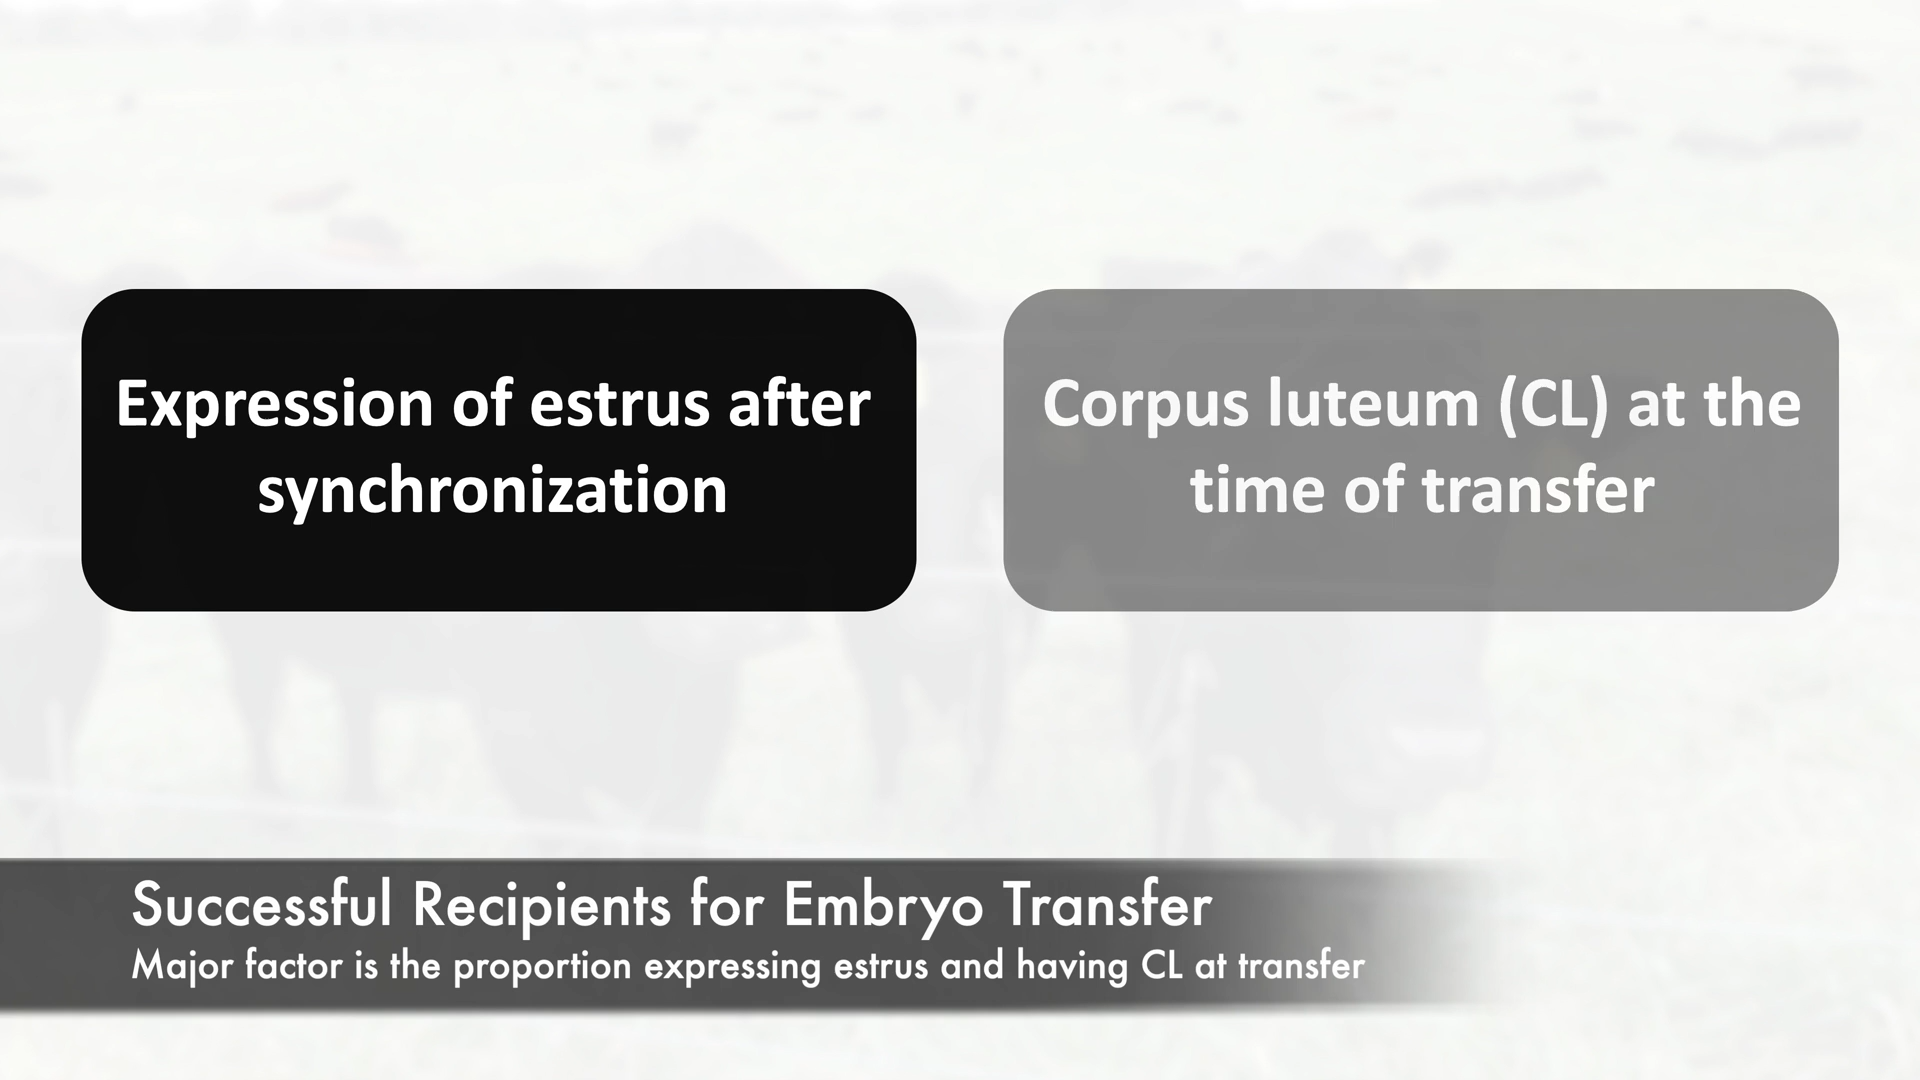 Expression of estrus after
synchronization
Corpus luteum (CL) at the
time of transfer
Successful Recipients for Embryo Transfer
Major factor is the proportion expressing estrus and having CL at transfer